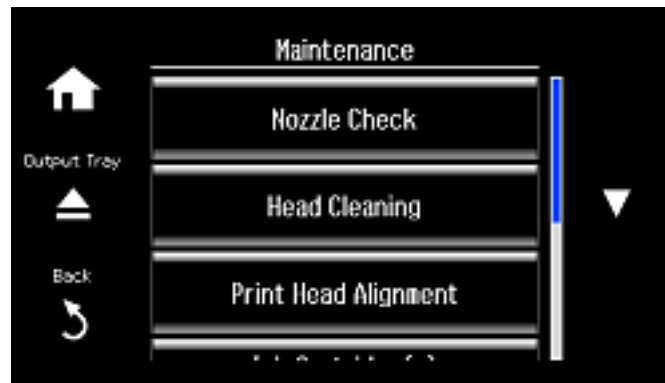 Maintenance
Nozzle Check
Output Tray
Head Cleaning
Back
Print Head Alignment